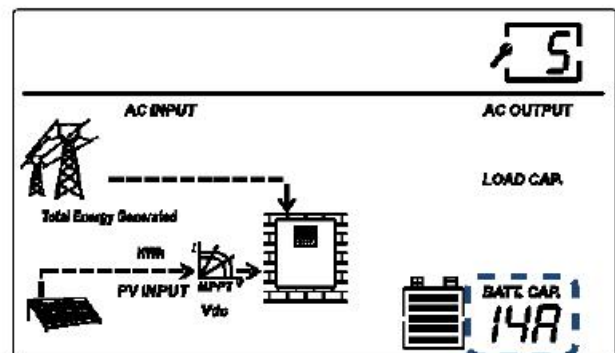 5
AC INPUT
AC OUTPUT
LOAD CAP.
Total Energy Generated
KWh
I
MPPT V
PV INPUT
Vdc
BATT. CAP.
14A